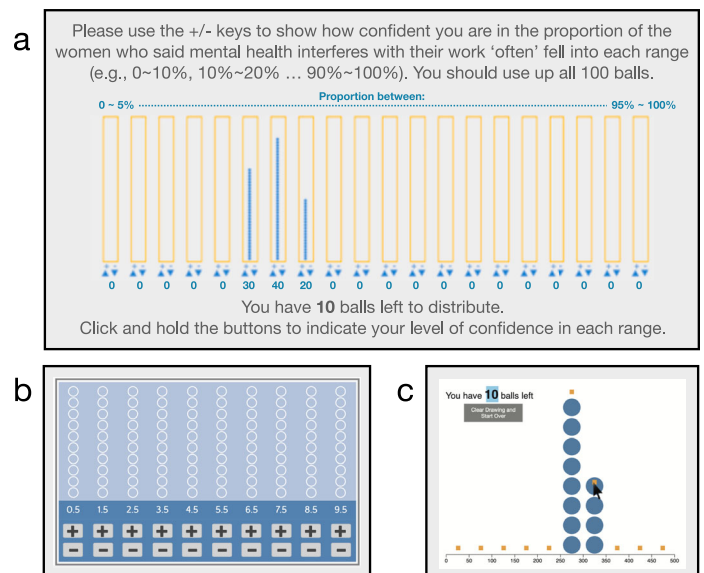 a
Please use the +/- keys to show how confident you are in the proportion of the
women who said mental health interferes with their work ‘often’ fell into each range
(e.g., 0~10%, 10%~20% ... 90%~100%). You should use up all 100 balls.
Proportion between:
0 ~ 5% 95% ~ 100%
0 0 0 0 0 30 40 20 0 0 0 0 0 0 0 0 0 0 0 0
You have 10 balls left to distribute.
Click and hold the buttons to indicate your level of confidence in each range.
b
0.5 1.5 2.5 3.5 4.5 5.5 6.5 7.5 8.5 9.5
+ + + + + + + + + +
- - - - - - - - - -
c
You have 10 balls left
Clear Drawing and
Start Over
0 50 100 150 200 250 300 350 400 450 500